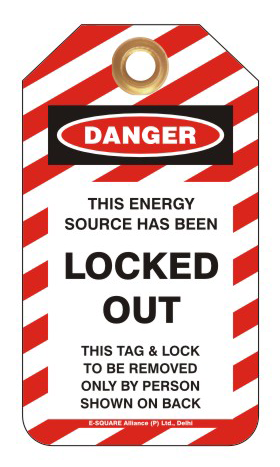 DANGER
THIS ENERGY
SOURCE HAS BEEN
LOCKED
OUT
THIS TAG & LOCK
TO BE REMOVED
ONLY BY PERSON
SHOWN ON BACK
E-SQUARE Alliance (P) Ltd., Delhi